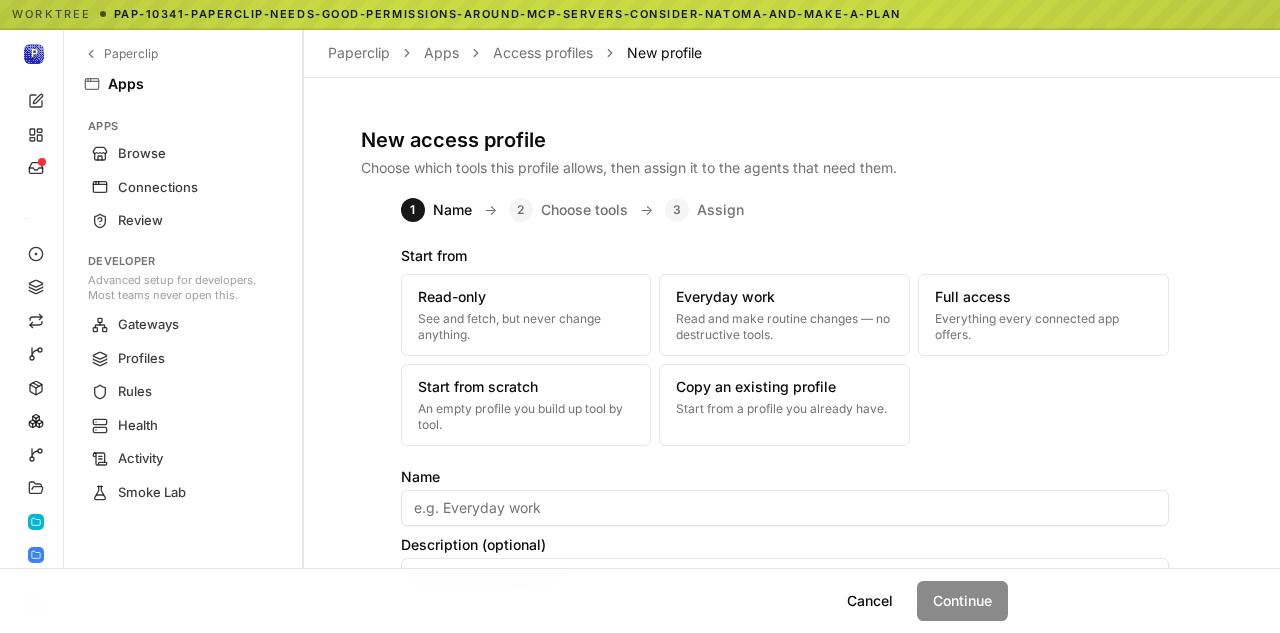 WORKTREE PAP-10341-PAPERCLIP-NEEDS-GOOD-PERMISSIONS-AROUND-MCP-SERVERS-CONSIDER-NATOMA-AND-MAKE-A-PLAN
P
Paperclip
Apps
APPS
Browse
Connections
Review
DEVELOPER
Advanced setup for developers.
Most teams never open this.
Gateways
Profiles
Rules
Health
Activity
Smoke Lab
Paperclip > Apps > Access profiles > New profile
New access profile
Choose which tools this profile allows, then assign it to the agents that need them.
1 Name → 2 Choose tools → 3 Assign
Start from
Read-only
See and fetch, but never change
anything.
Everyday work
Read and make routine changes — no
destructive tools.
Full access
Everything every connected app
offers.
Start from scratch
An empty profile you build up tool by
tool.
Copy an existing profile
Start from a profile you already have.
Name
e.g. Everyday work
Description (optional)
Cancel
Continue